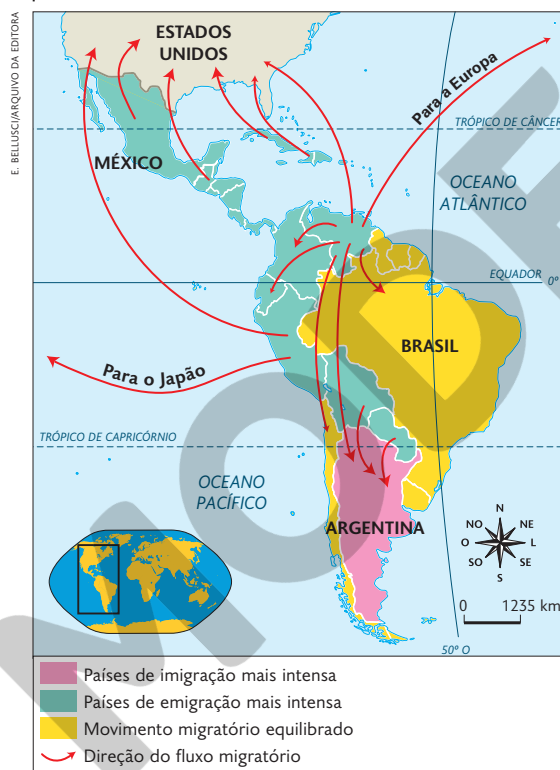 E. BELLUSCI/ARQUIVO DA EDITORA
ESTADOS
UNIDOS
Para a Europa
TRÓPICO DE CÂNCER
MÉXICO
OCEANO
ATLÂNTICO
EQUADOR
0º
BRASIL
Para o Japão
TRÓPICO DE CAPRICÓRNIO
OCEANO
PACÍFICO
ARGENTINA
N
NO
NE
O
L
SO
SE
S
0
1235 km
50º O
Países de imigração mais intensa
Países de emigração mais intensa
Movimento migratório equilibrado
Direção do fluxo migratório